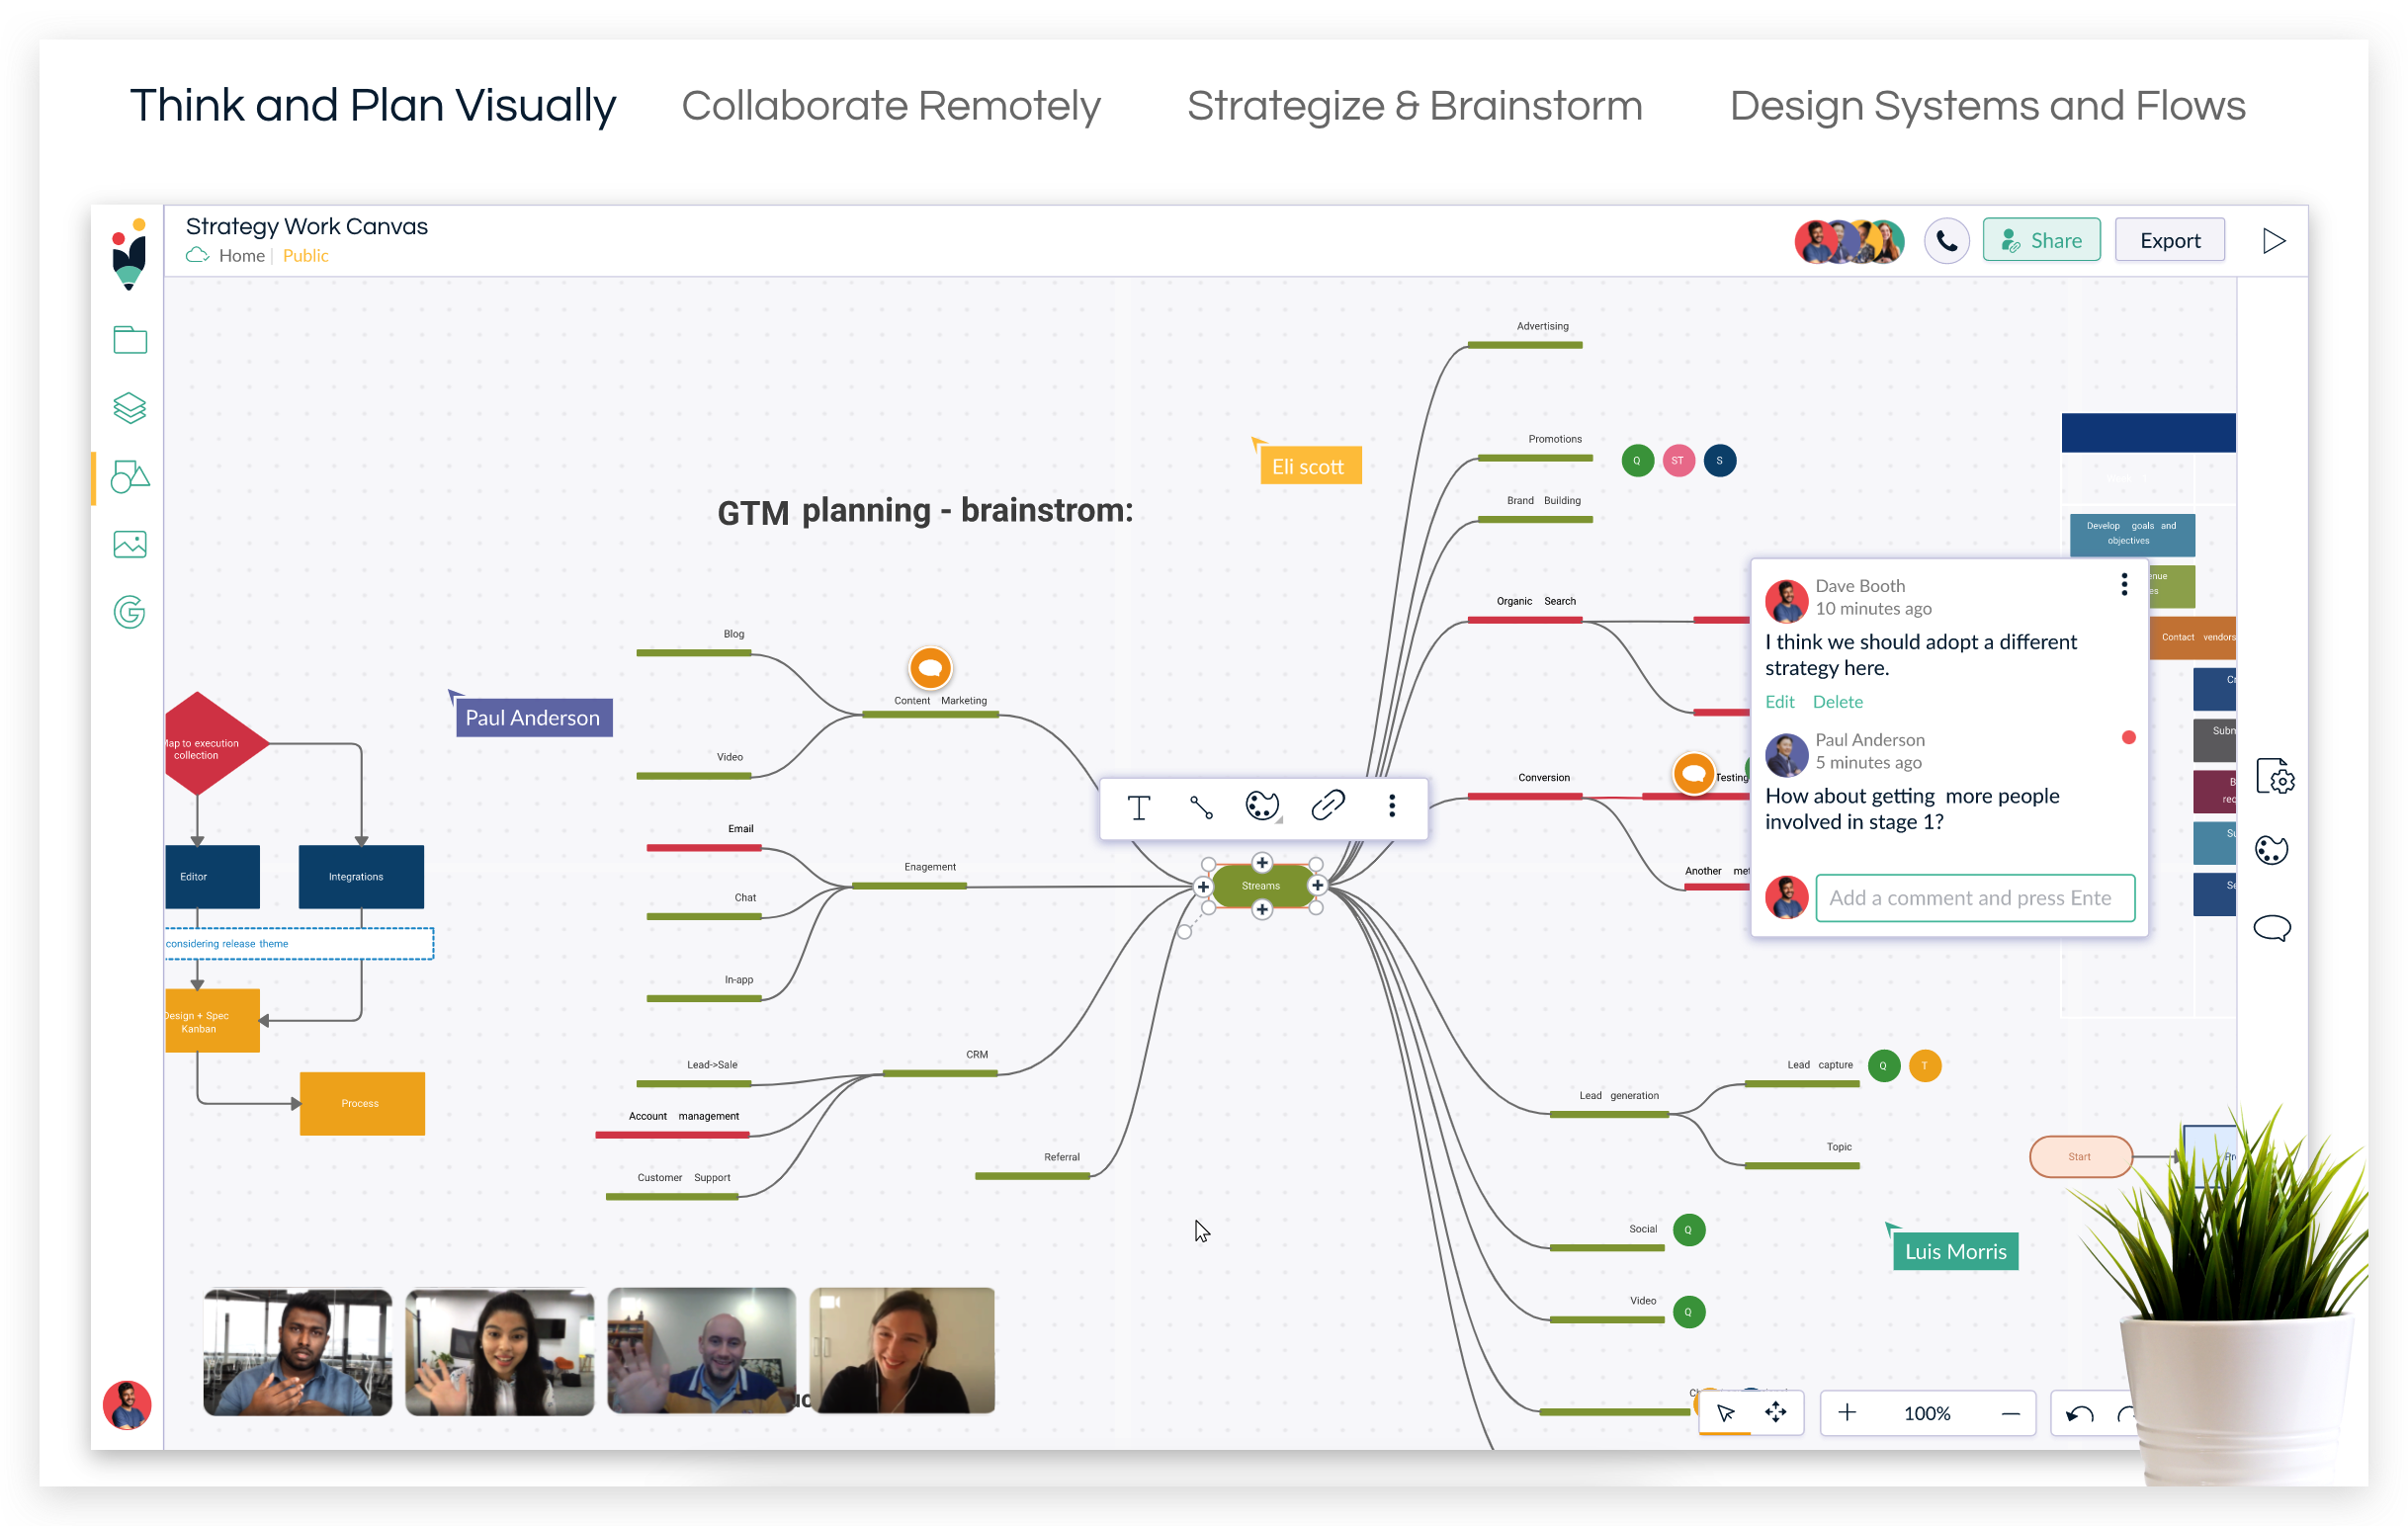 Think and Plan Visually
Collaborate Remotely
Strategize & Brainstorm
Design Systems and Flows
Strategy Work Canvas
Home | Public
Share
Export
Advertising
Eli scott
Promotions
Q
ST
S
GTM planning - brainstrom:
Brand Building
Develop goals and
objectives
Organic Search
Contact vendors
Blog
Content Marketing
Paul Anderson
Video
Map to execution
collection
Conversion
Testing
Dave Booth
10 minutes ago
I think we should adopt a different
strategy here.
Edit Delete
Paul Anderson
5 minutes ago
How about getting more people
involved in stage 1?
Add a comment and press Ente
Email
Enagement
Streams
Another
Editor
Integrations
Chat
considering release theme
In-app
Design + Spec
Kanban
Process
Lead->Sale
CRM
Account management
Customer Support
Referral
Lead generation
Lead capture
Q
T
Topic
Start
Social
Q
Luis Morris
Video
Q
100%